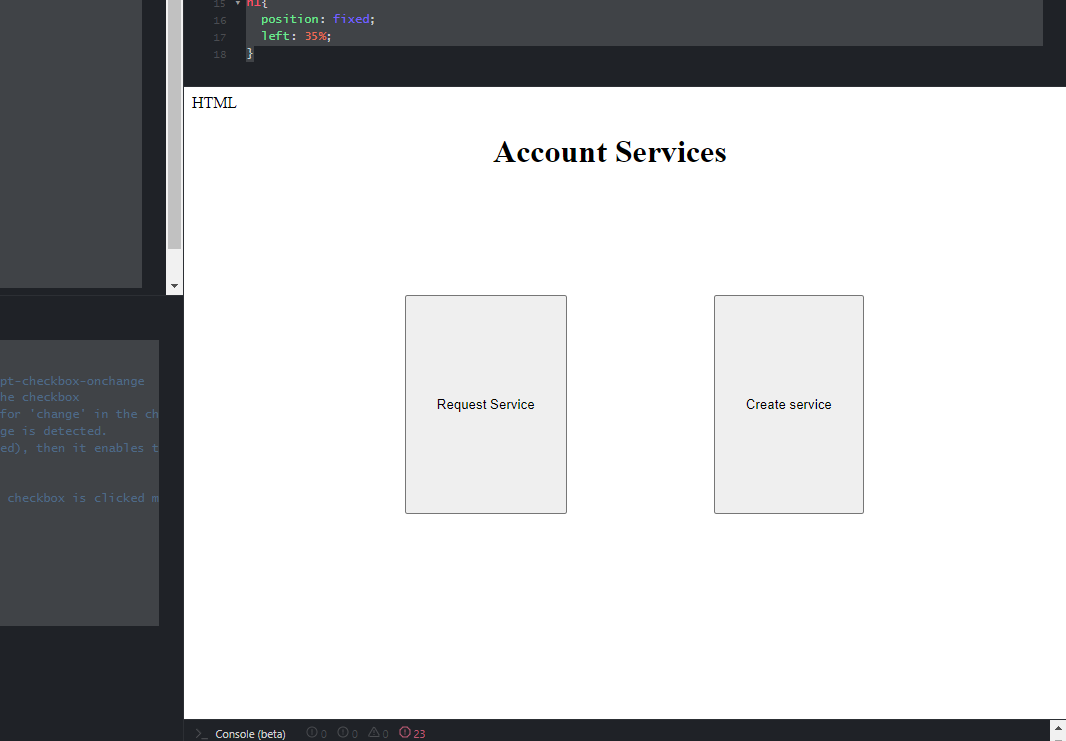 15 h1{
16 position: fixed;
17 left: 35%;
18 }
HTML
Account Services
Request Service
Create service
pt-checkbox-onchange
he checkbox
for 'change' in the ch
ge is detected.
ed), then it enables t
checkbox is clicked m
>_ Console (beta) 0 0 0 23